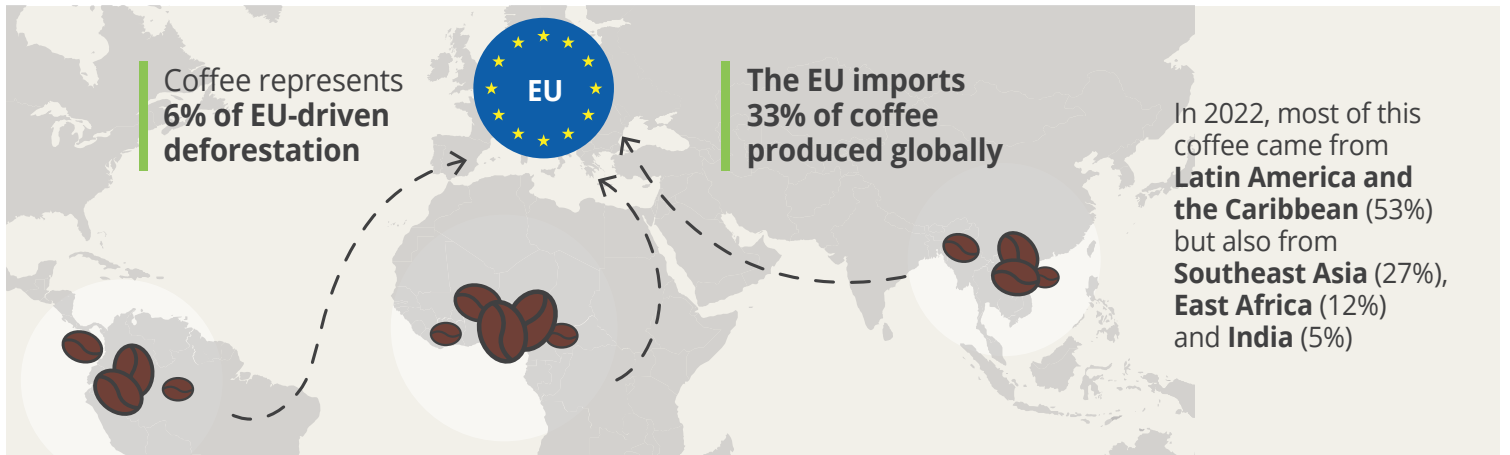 Coffee represents
6% of EU-driven
deforestation
EU
The EU imports
33% of coffee
produced globally
In 2022, most of this
coffee came from
Latin America and
the Caribbean (53%)
but also from
Southeast Asia (27%),
East Africa (12%)
and India (5%)